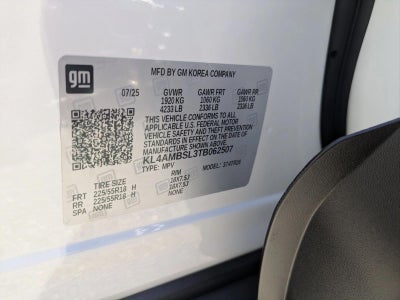 gm
MFD BY GM KOREA COMPANY
07/25 GVWR GAWR FRT GAWR RR
1920 KG 1060 KG 1060 KG
4233 LB 2336 LB 2336 LB
THIS VEHICLE CONFORMS TO ALL
APPLICABLE U.S. FEDERAL MOTOR
VEHICLE SAFETY AND THEFT PREVENTION
STANDARDS IN EFFECT ON THE DATE OF
MANUFACTURE SHOWN ABOVE.
KL4AMBSL3TB062507
TYPE: MPV MODEL:
TIRE SIZE RIM
FRT 225/55R18 H 18X7.5J
RR 225/55R18 H 18X7.5J
SPA NONE NONE